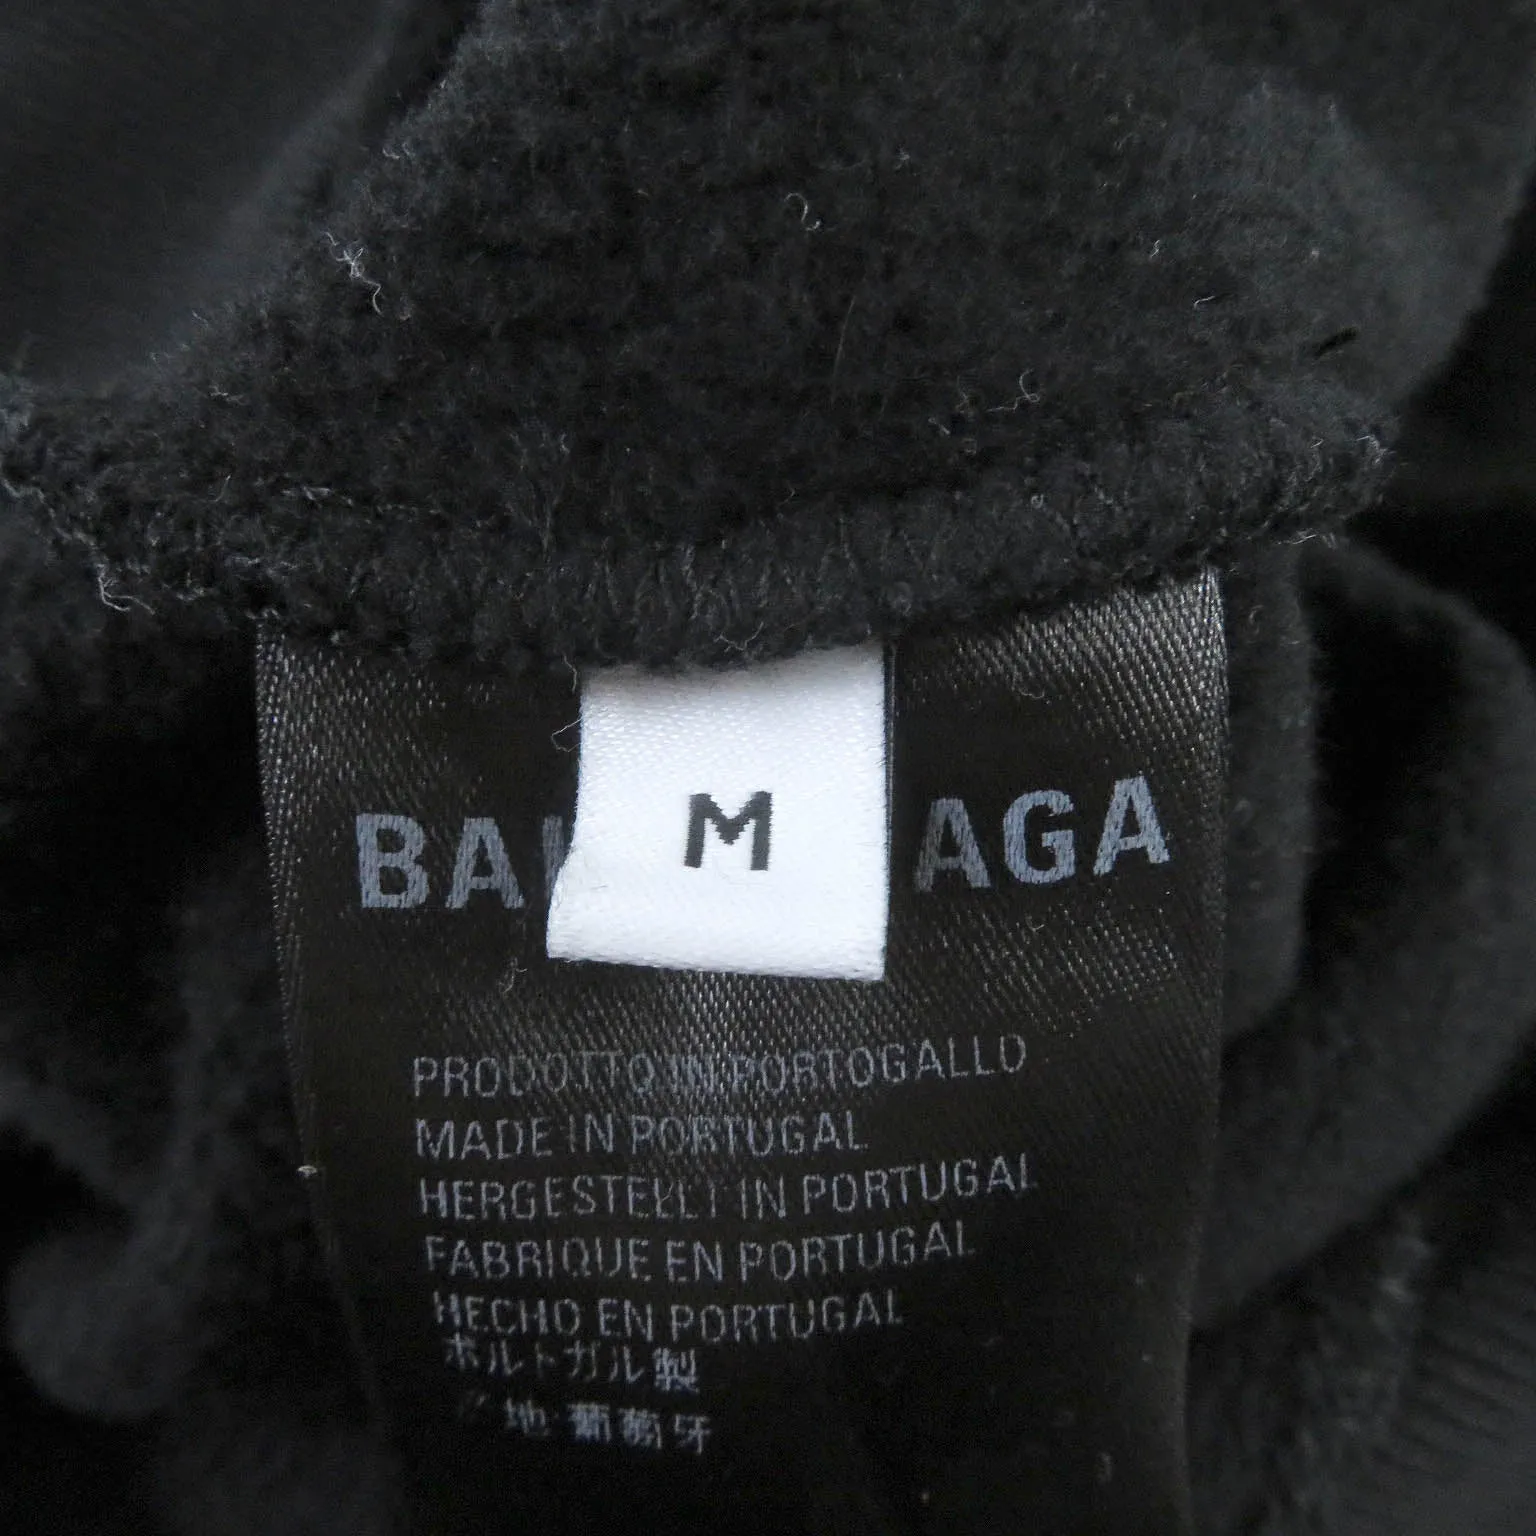 BAL M AGA
PRODOTTO IN PORTOGALLO
MADE IN PORTUGAL
HERGESTELLT IN PORTUGAL
FABRIQUE EN PORTUGAL
HECHO EN PORTUGAL
ポルトガル製
地:葡萄牙